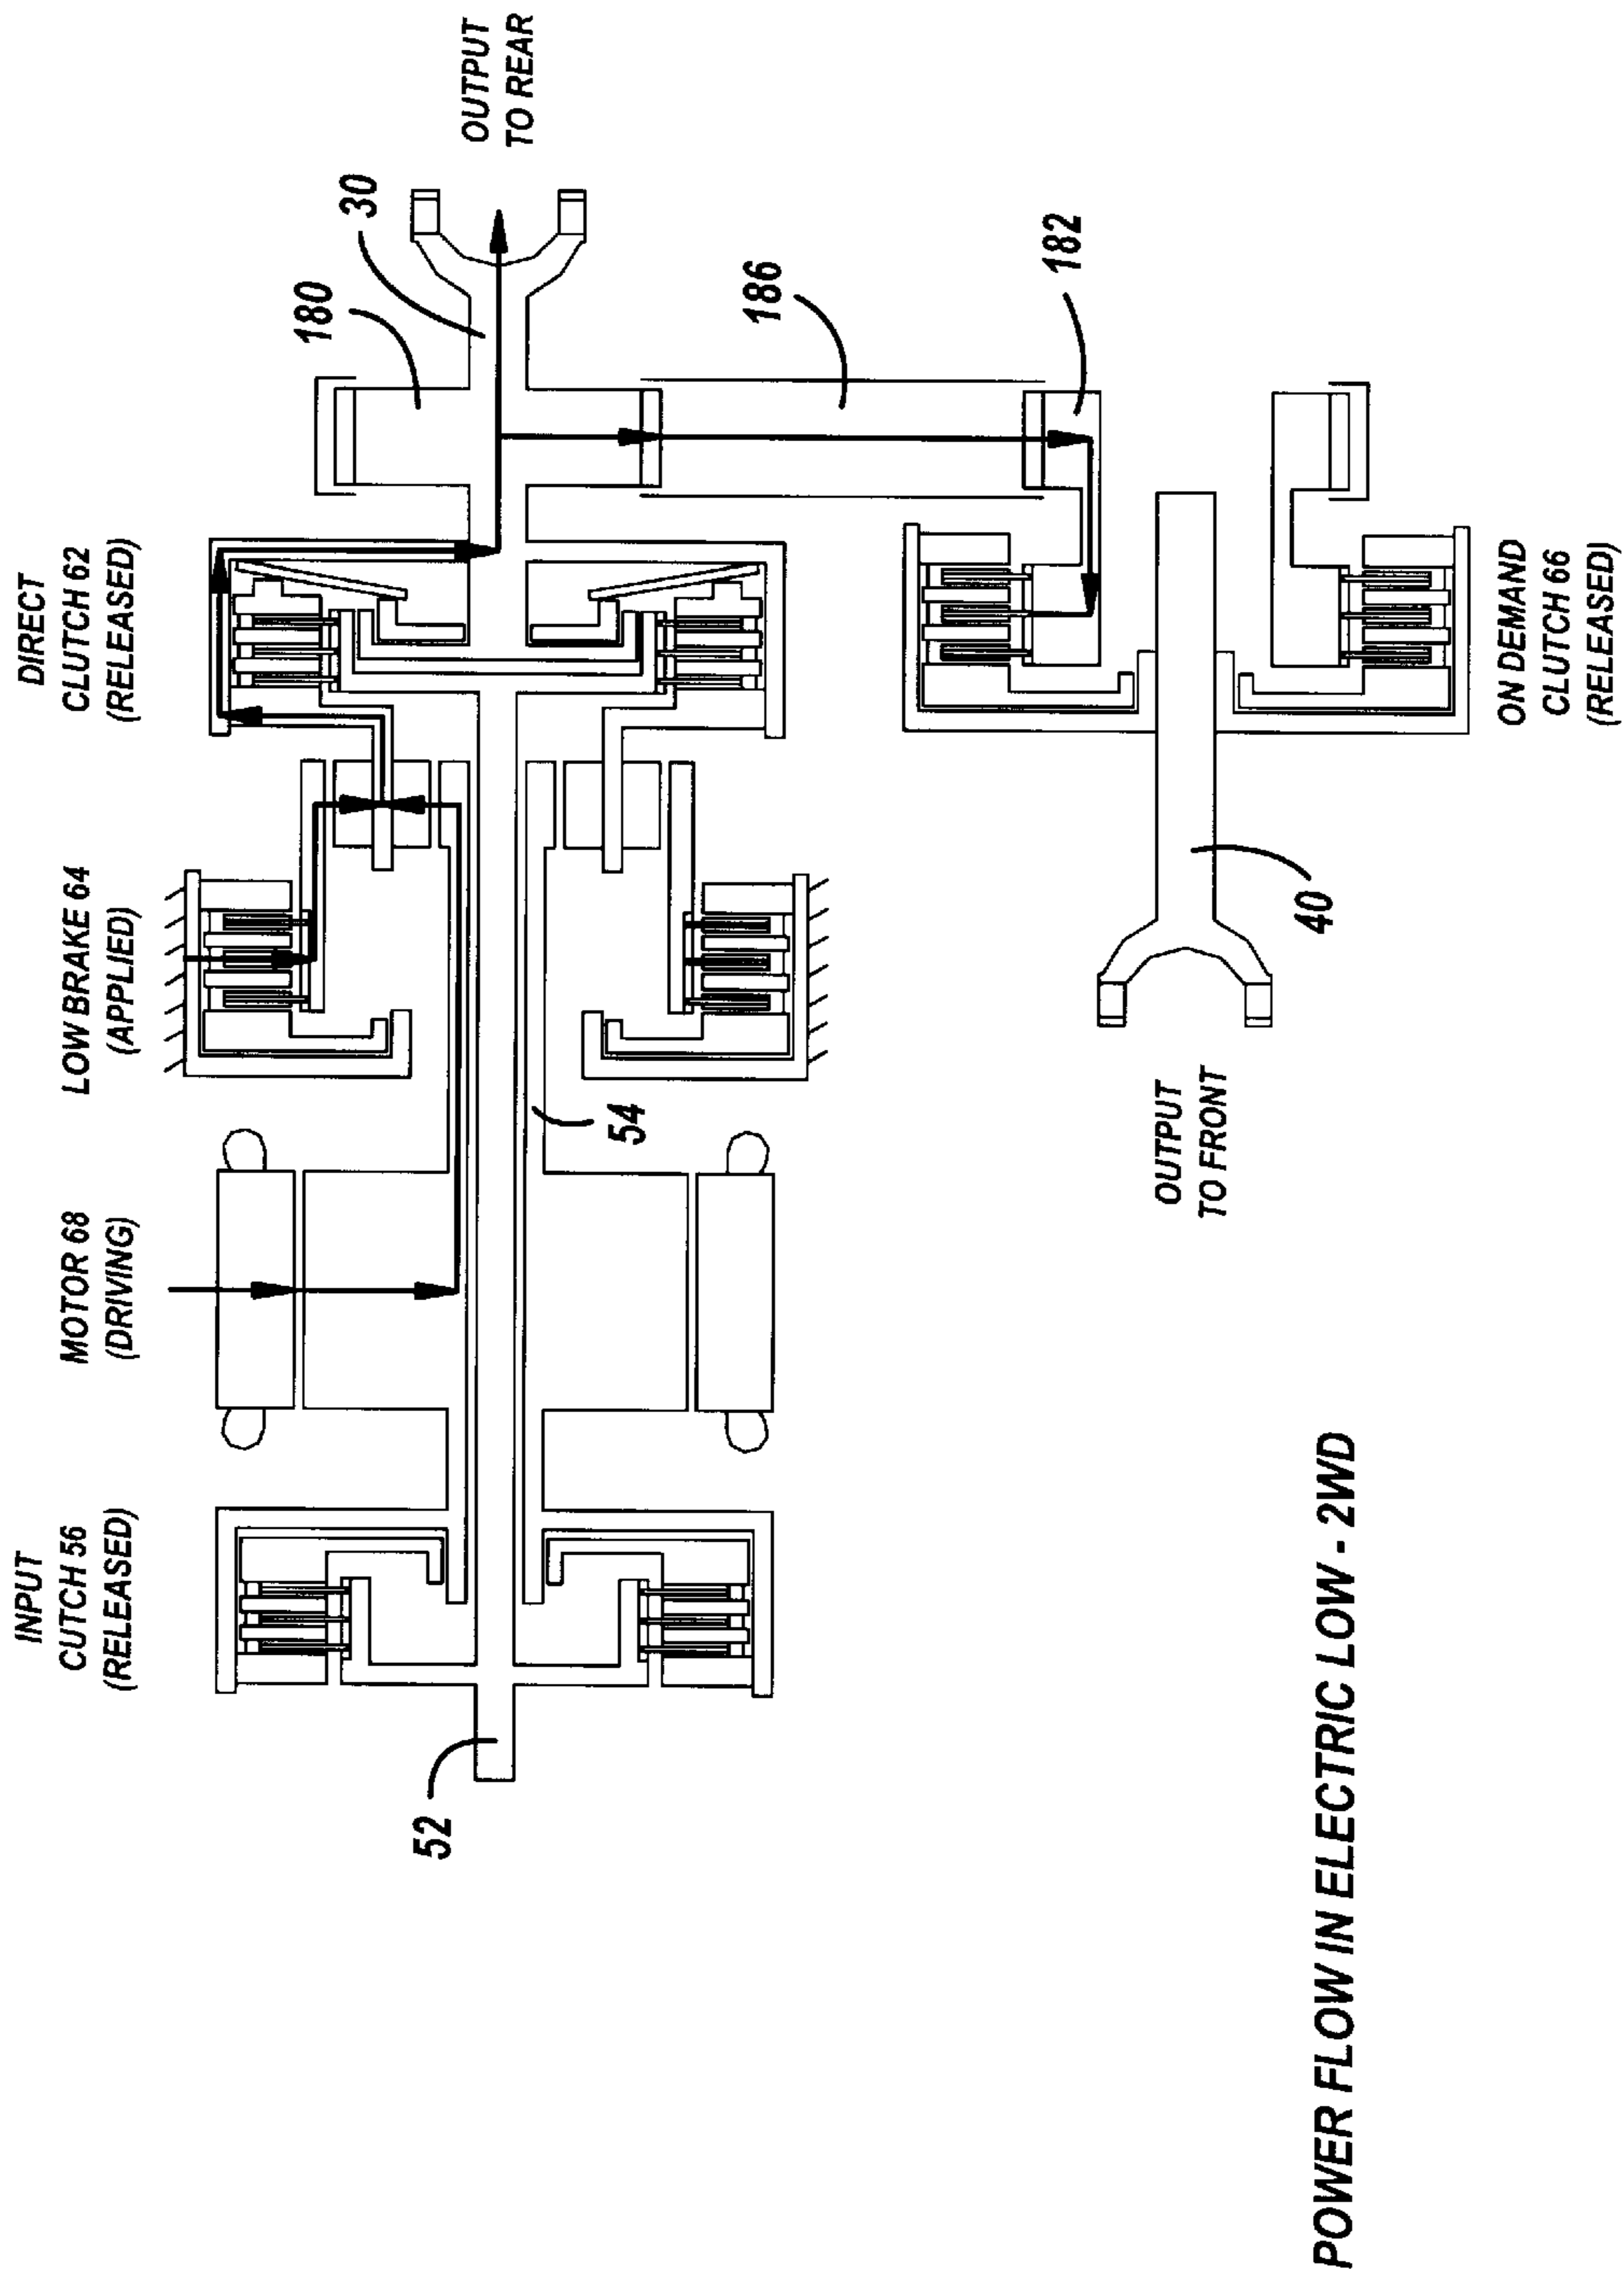 INPUT
CUTCH 56
(RELEASED)
MOTOR 68
(DRIVING)
LOW BRAKE 64
(APPLIED)
DIRECT
CLUTCH 62
(RELEASED)
OUTPUT
TO REAR
30
180
186
182
52
54
40
OUTPUT
TO FRONT
ON DEMAND
CLUTCH 66
(RELEASED)
POWER FLOW IN ELECTRIC LOW - 2WD